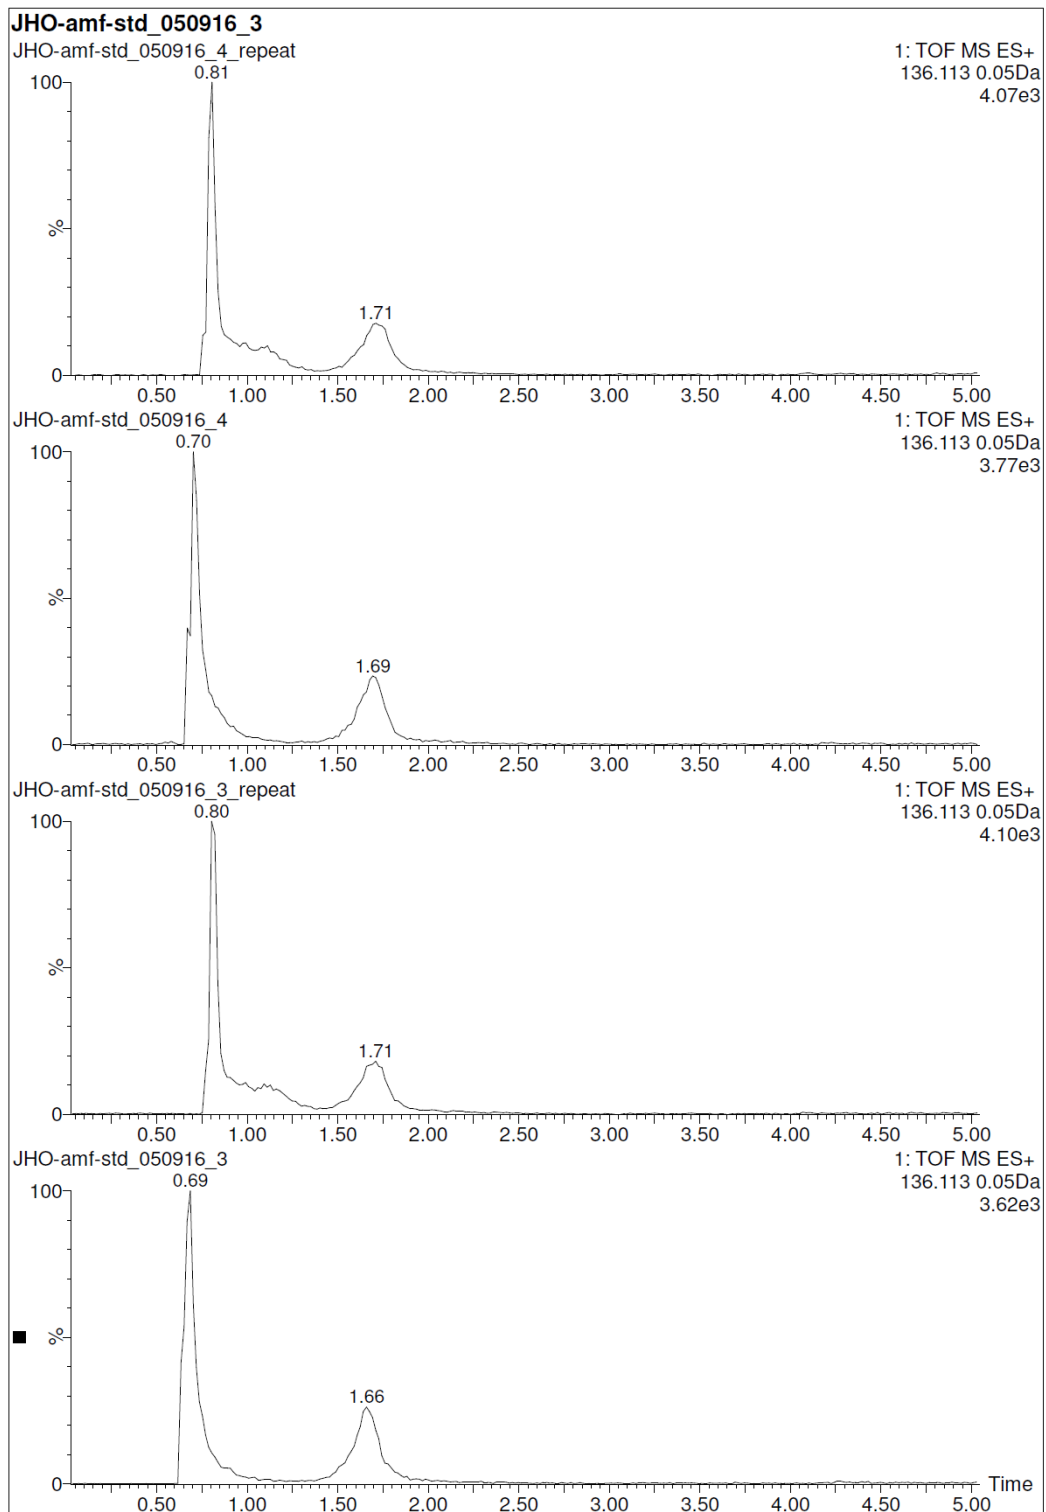 JHO-amf-std_050916_3
JHO-amf-std_050916_4_repeat
1: TOF MS ES+
136.113 0.05Da
4.07e3
0.81
1.71
100
%
0
0.50 1.00 1.50 2.00 2.50 3.00 3.50 4.00 4.50 5.00
JHO-amf-std_050916_4
1: TOF MS ES+
136.113 0.05Da
3.77e3
0.70
1.69
100
%
0
0.50 1.00 1.50 2.00 2.50 3.00 3.50 4.00 4.50 5.00
JHO-amf-std_050916_3_repeat
1: TOF MS ES+
136.113 0.05Da
4.10e3
0.80
1.71
100
%
0
0.50 1.00 1.50 2.00 2.50 3.00 3.50 4.00 4.50 5.00
JHO-amf-std_050916_3
1: TOF MS ES+
136.113 0.05Da
3.62e3
0.69
1.66
100
%
0
Time
0.50 1.00 1.50 2.00 2.50 3.00 3.50 4.00 4.50 5.00